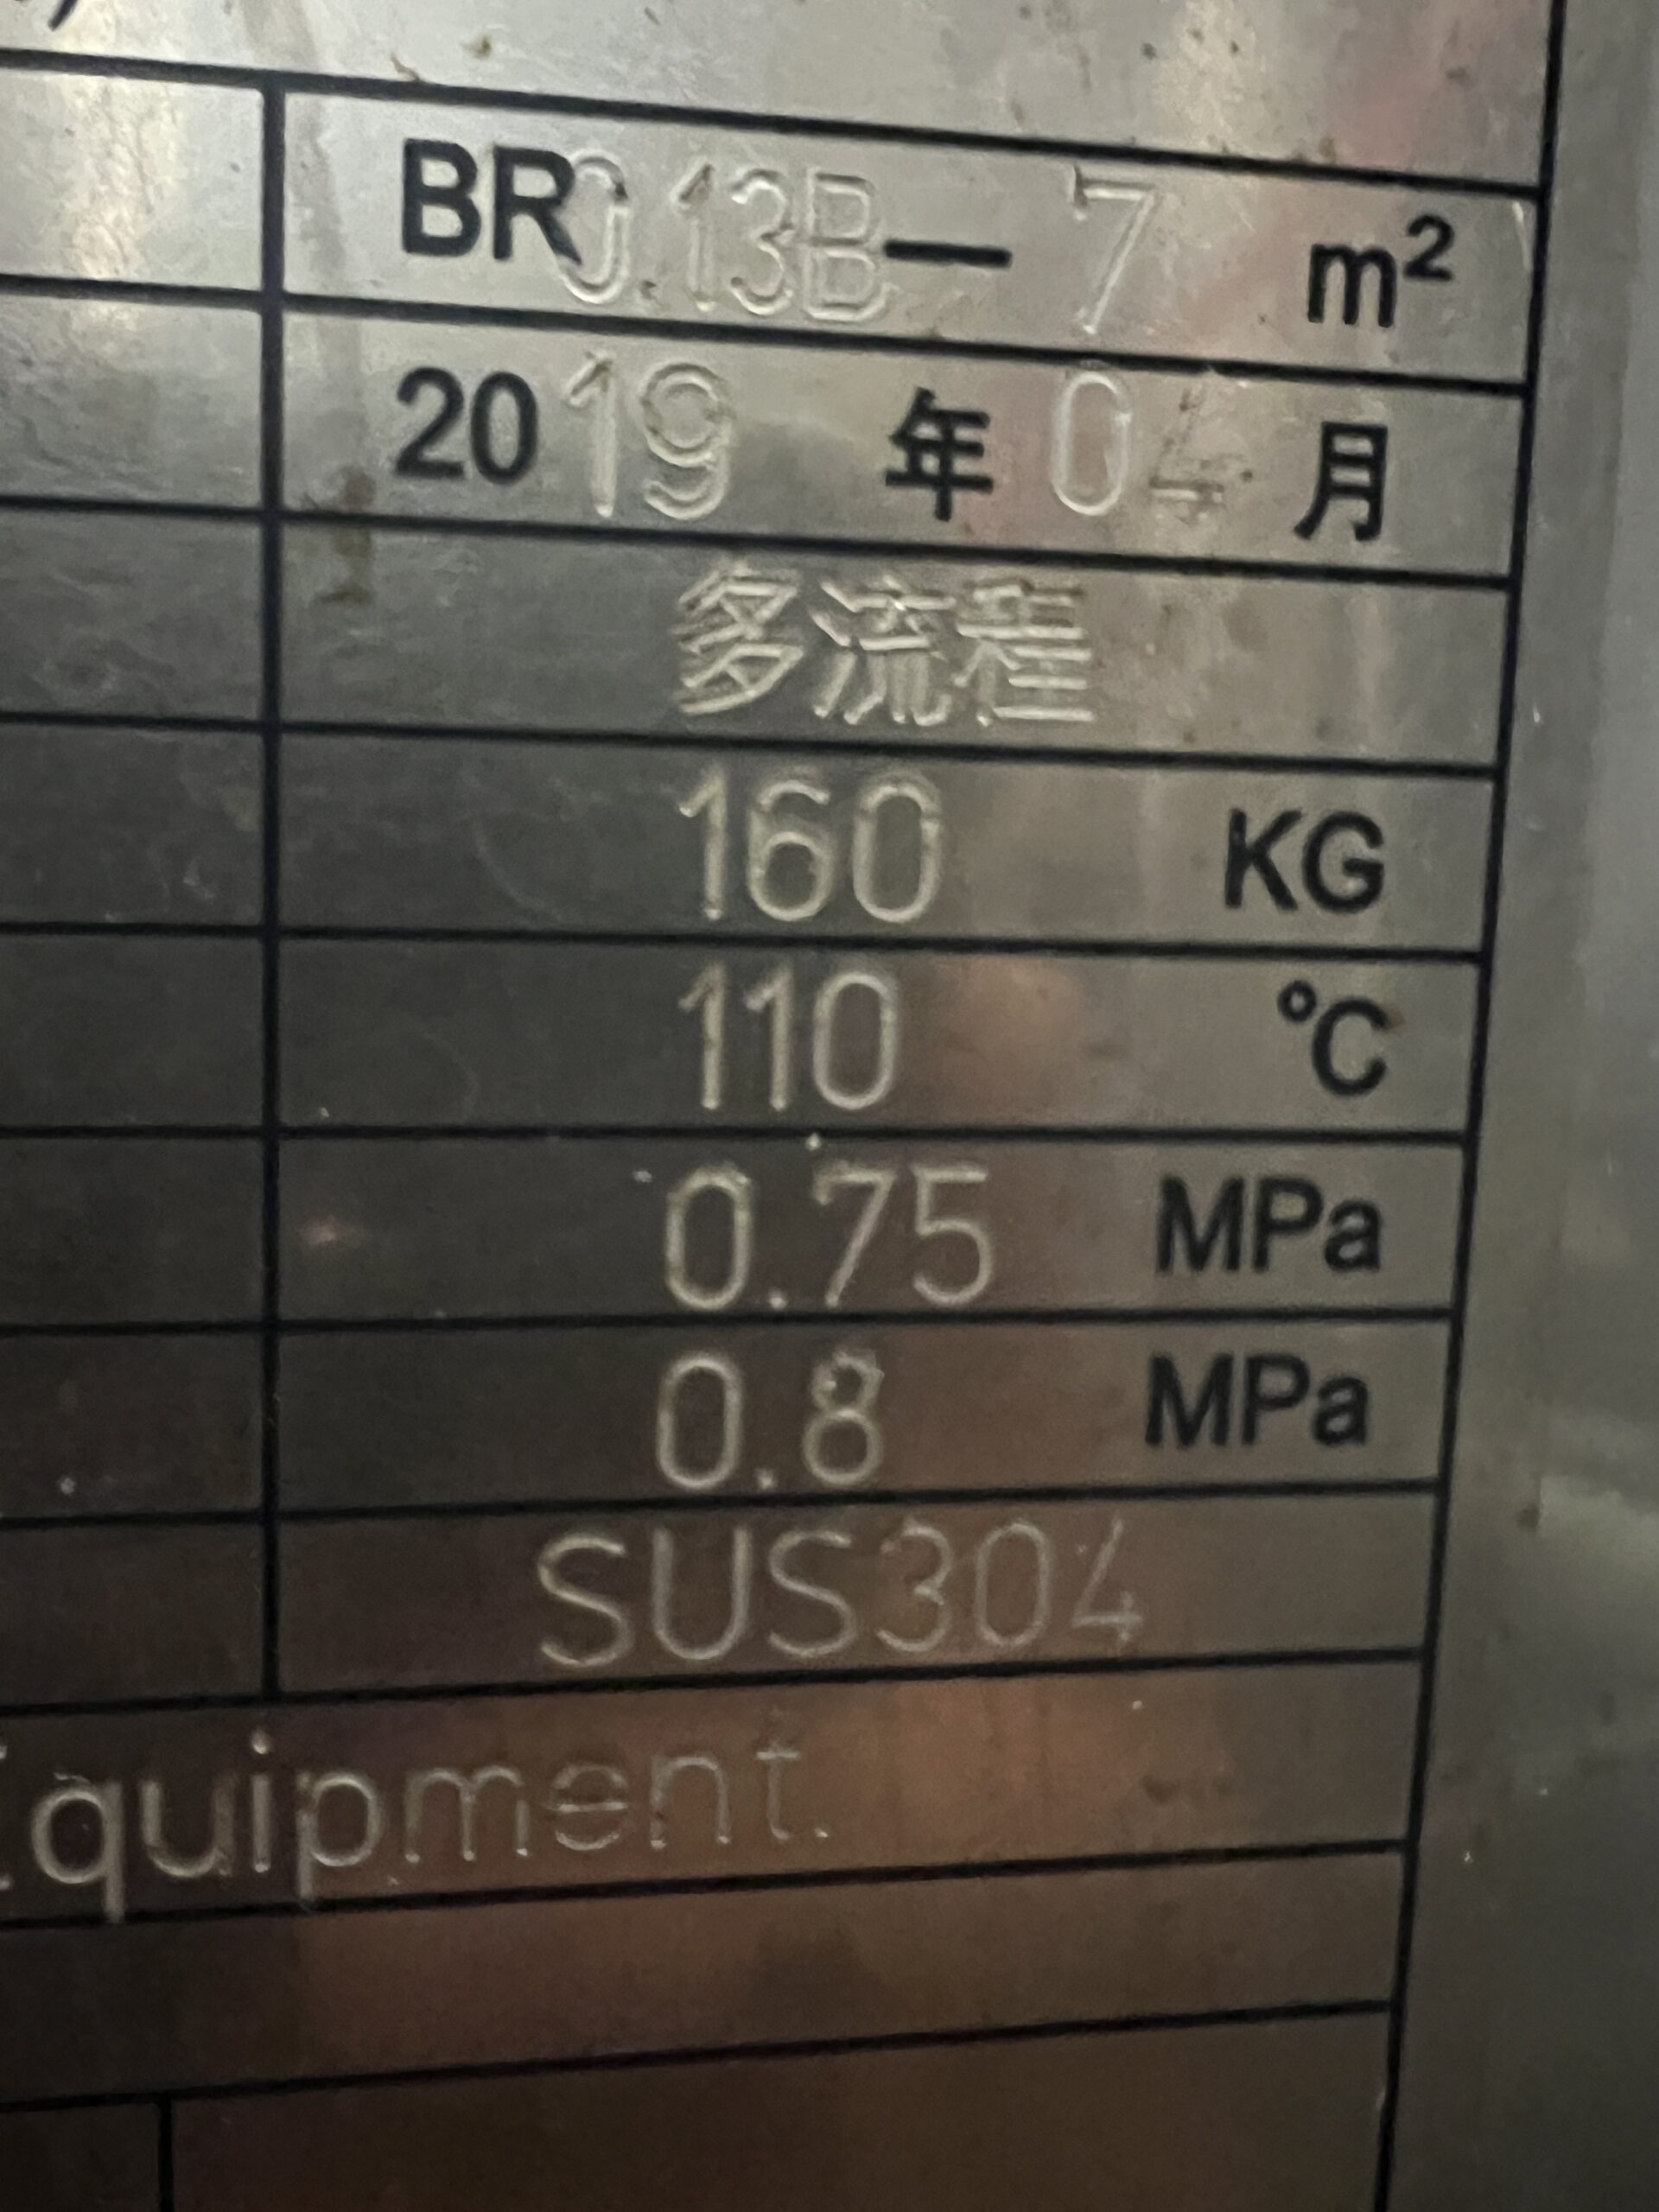 BR0.13B—7 m²
2019 年 04 月
多流程
160 KG
110 ℃
0.75 MPa
0.8 MPa
SUS304
Equipment.